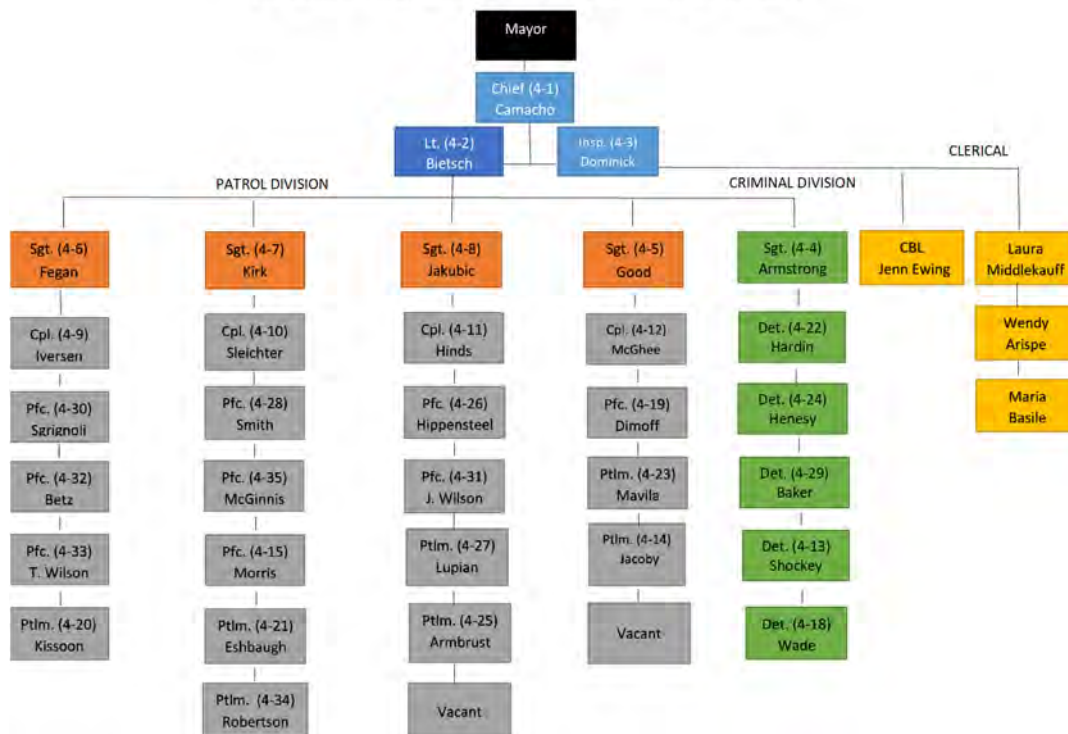 Mayor
Chief (4-1)
Camacho
Lt. (4-2)
Bietsch
Insp. (4-3)
Dominick
CLERICAL
PATROL DIVISION
CRIMINAL DIVISION
Sgt. (4-6)
Fegan
Sgt. (4-7)
Kirk
Sgt. (4-8)
Jakubic
Sgt. (4-5)
Good
Sgt. (4-4)
Armstrong
CBL
Jenn Ewing
Laura
Middlekauff
Cpl. (4-9)
Iversen
Cpl. (4-10)
Sleichter
Cpl. (4-11)
Hinds
Cpl. (4-12)
McGhee
Det. (4-22)
Hardin
Wendy
Arispe
Pfc. (4-30)
Sgrignoli
Pfc. (4-28)
Smith
Pfc. (4-26)
Hippensteel
Pfc. (4-19)
Dimoff
Det. (4-24)
Henesy
Maria
Basile
Pfc. (4-32)
Betz
Pfc. (4-35)
McGinnis
Pfc. (4-31)
J. Wilson
Ptlm. (4-23)
Mavila
Det. (4-29)
Baker
Pfc. (4-33)
T. Wilson
Pfc. (4-15)
Morris
Ptlm. (4-27)
Lupian
Ptlm. (4-14)
Jacoby
Det. (4-13)
Shockey
Ptlm. (4-20)
Kissoon
Ptlm. (4-21)
Eshbaugh
Ptlm. (4-25)
Armbrust
Vacant
Det. (4-18)
Wade
Ptlm. (4-34)
Robertson
Vacant